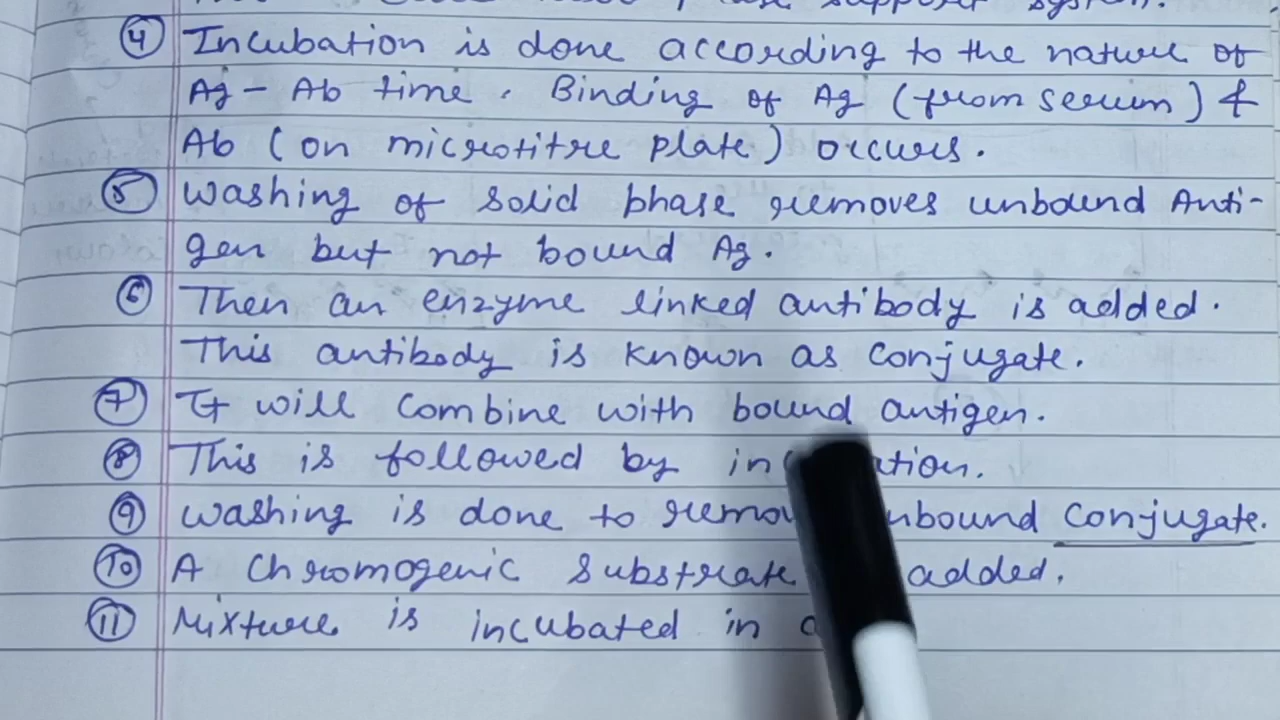 support system.
④ Incubation is done according to the nature of
Ag - Ab time. Binding of Ag (from serum) &
Ab (on microtitre plate) occurs.
⑤ Washing of solid phase removes unbound Anti-
gen but not bound Ag.
⑥ Then an enzyme linked antibody is added.
This antibody is known as conjugate.
⑦ It will combine with bound antigen.
⑧ This is followed by in ation.
⑨ Washing is done to remov nbound conjugate.
⑩ A chromogenic substrate added.
⑪ Mixture is incubated in